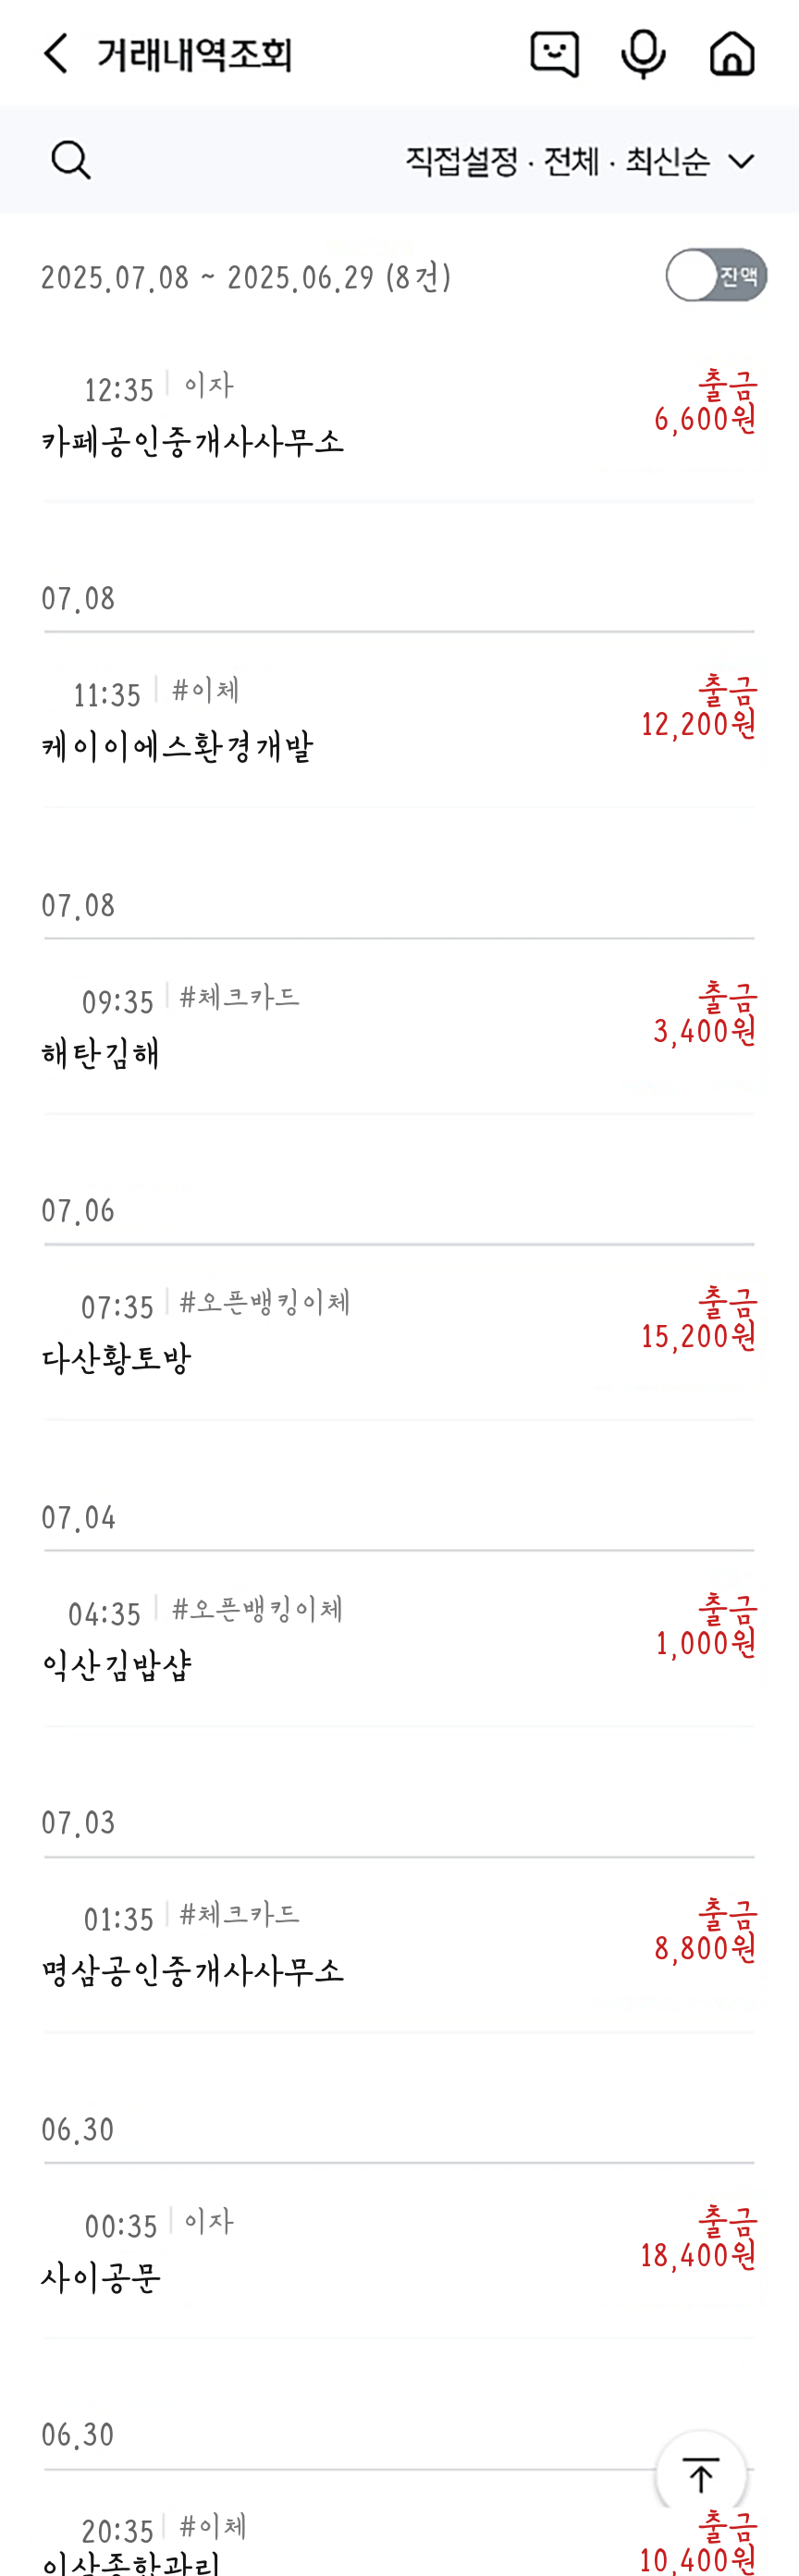 거래내역조회
직접설정 · 전체 · 최신순
2025.07.08 ~ 2025.06.29 (8건)
잔액
12:35 이자
출금
카페공인중개사사무소
6,600원
07.08
11:35 #이체
출금
케이이에스환경개발
12,200원
07.08
09:35 #체크카드
출금
해탄김해
3,400원
07.06
07:35 #오픈뱅킹이체
출금
다산황토방
15,200원
07.04
04:35 #오픈뱅킹이체
출금
익산김밥샵
1,000원
07.03
01:35 #체크카드
출금
명삼공인중개사사무소
8,800원
06.30
00:35 이자
출금
사이공문
18,400원
06.30
20:35 #이체
출금
이삭종합관리
10,400원